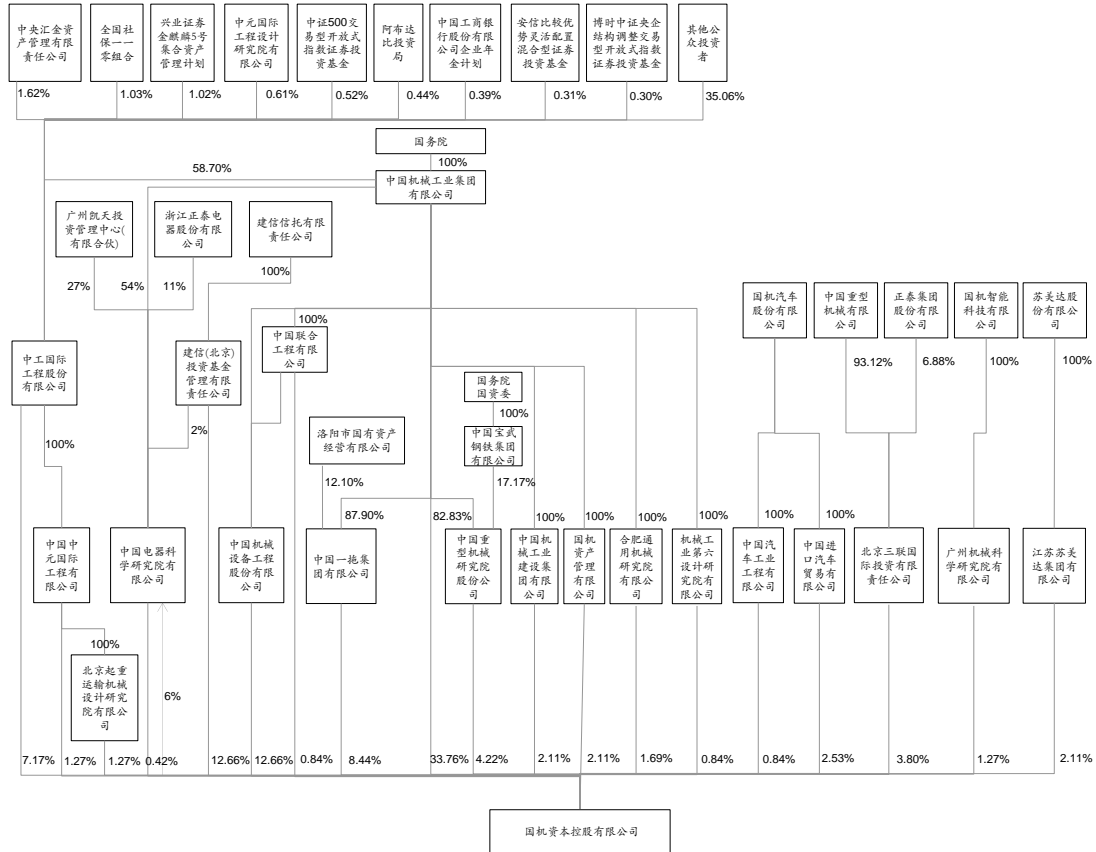 中央汇金资
产管理有限
责任公司
全国社
保一一
零组合
兴业证券
金麒麟5号
集合资产
管理计划
中元国际
工程设计
研究院有
限公司
中证500交
易型开放式
指数证券投
资基金
阿布达
比投资
局
中国工商银
行股份有限
公司企业年
金计划
安信比较优
势灵活配置
混合型证券
投资基金
博时中证央企
结构调整交易
型开放式指数
证券投资基金
其他公
众投资
者
1.62%
1.03%
1.02%
0.61%
0.52%
0.44%
0.39%
0.31%
0.30%
35.06%
国务院
100%
58.70%
中国机械工业集团
有限公司
广州凯天投
资管理中心(
有限合伙)
浙江正泰电
器股份有限
公司
建信信托有限
责任公司
27%
54%
11%
100%
国机汽车
股份有限
公司
中国重型
机械有限
公司
正泰集团
股份有限
公司
国机智能
科技有限
公司
苏美达股
份有限公
司
100%
中国联合
工程有限
公司
中工国际
工程股份
有限公司
建信(北京)
投资基金
管理有限
责任公司
93.12%
6.88%
100%
100%
国务院
国资委
100%
2%
100%
洛阳市国有资产
经营有限公司
中国宝武
钢铁集团
有限公司
12.10%
17.17%
87.90%
82.83%
100%
100%
100%
100%
100%
100%
中国中
元国际
工程有
限公司
中国电器科
学研究院有
限公司
中国机械
设备工程
股份有限
公司
中国一拖集
团有限公司
中国重
型机械
研究院
股份公
司
中国机
械工业
建设集
团有限
公司
国机
资产
管理
有限
公司
合肥通
用机械
研究院
有限公
司
机械工
业第六
设计研
究院有
限公司
中国汽
车工业
工程有
限公司
中国进
口汽车
贸易有
限公司
北京三联国
际投资有限
责任公司
广州机械科
学研究院有
限公司
江苏苏美
达集团有
限公司
100%
北京起重
运输机械
设计研究
院有限公
司
6%
7.17%
1.27%
1.27%
0.42%
12.66%
12.66%
0.84%
8.44%
33.76%
4.22%
2.11%
2.11%
1.69%
0.84%
0.84%
2.53%
3.80%
1.27%
2.11%
国机资本控股有限公司